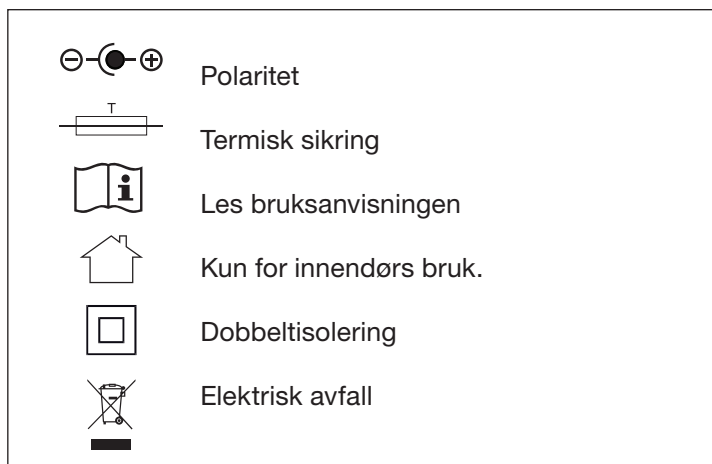 Polaritet
T
Termisk sikring
i
Les bruksanvisningen
Kun for innendørs bruk.
Dobbeltisolering
Elektrisk avfall